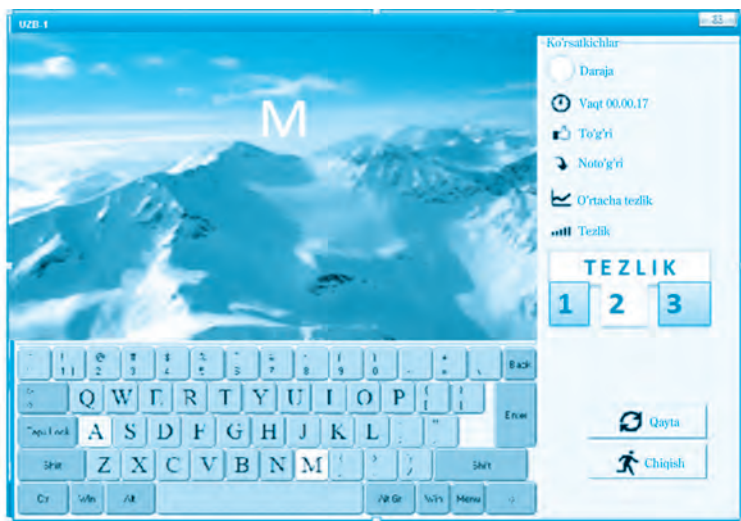 UZB-1
Ko'rsatkichlar
Daraja
M
Vaqt 00.00.17
To'g'ri
Noto'g'ri
O'rtacha tezlik
Tezlik
TEZLIK
1 2 3
Back
Q W E R T Y U I O P
Enter
Caps Lock A S D F G H J K L
Shift Z X C V B N M Shift
Win Alt Alt Gr Win Menu
Qayta
Chiqish